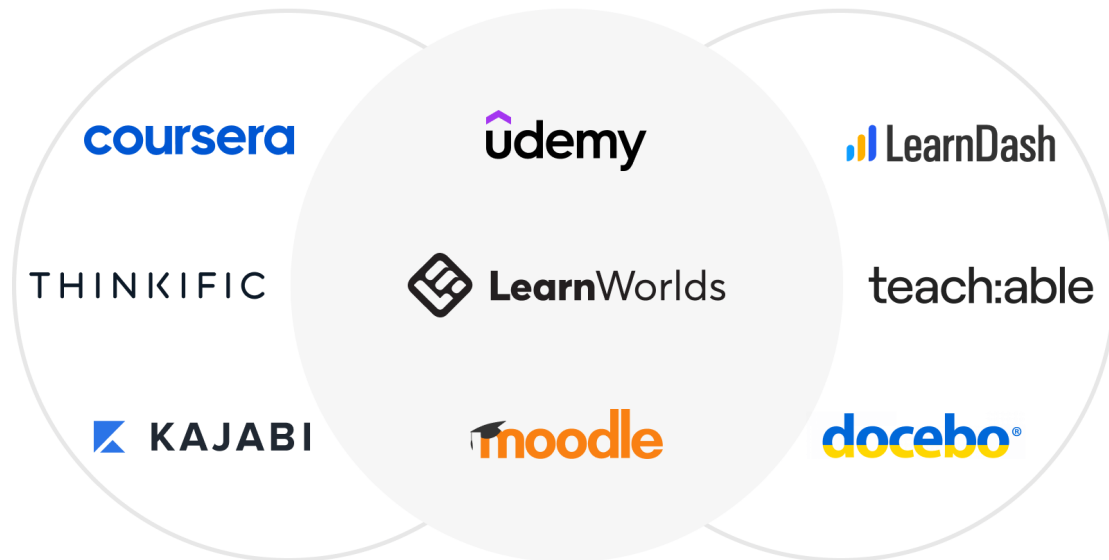 coursera
udemy
LearnDash
THINKIFIC
LearnWorlds
teach:able
KAJABI
moodle
docebo®